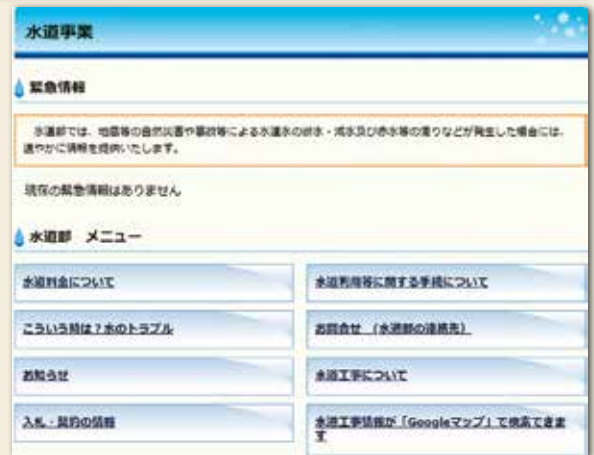 水道事業
緊急情報
水道部では、地震等の自然災害や事故等による水道水の断水・減水及び赤水等の濁りなどが発生した場合には、
速やかに情報を提供いたします。
現在の緊急情報はありません
水道部 メニュー
水道料金について
水道利用等に関する手続について
こういう時は?水のトラブル
お問合せ (水道部の連絡先)
お知らせ
水道工事について
入札・契約の情報
水道工事情報が「Googleマップ」で検索できま
す